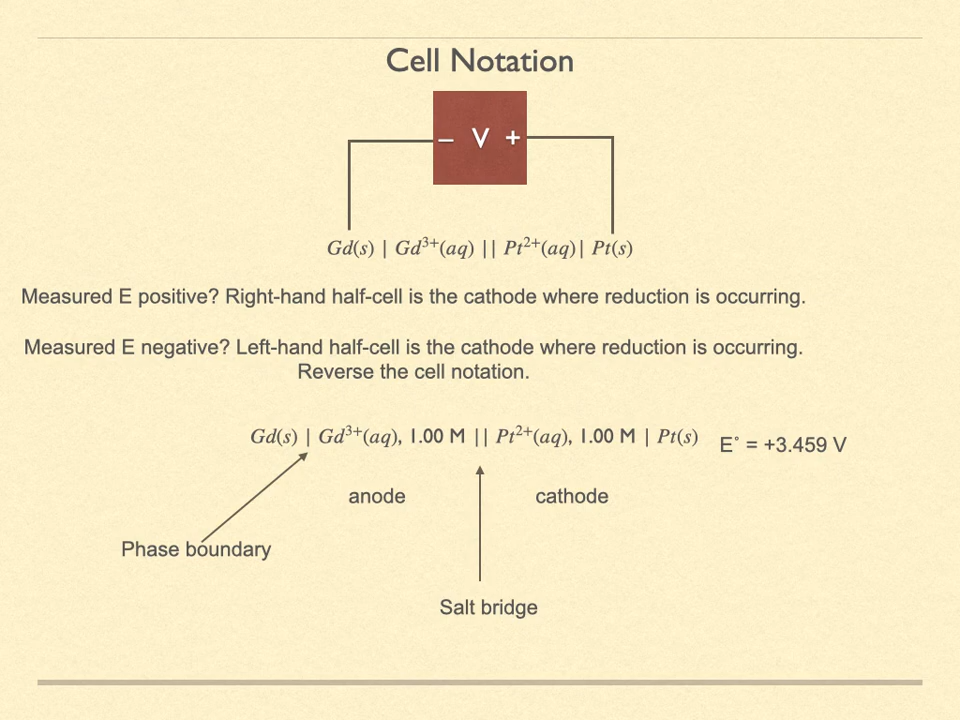 Cell Notation
– V +
Gd(s) | Gd³⁺(aq) || Pt²⁺(aq)| Pt(s)
Measured E positive? Right-hand half-cell is the cathode where reduction is occurring.
Measured E negative? Left-hand half-cell is the cathode where reduction is occurring.
Reverse the cell notation.
Gd(s) | Gd³⁺(aq), 1.00 M || Pt²⁺(aq), 1.00 M | Pt(s) E˚ = +3.459 V
anode cathode
Phase boundary
Salt bridge